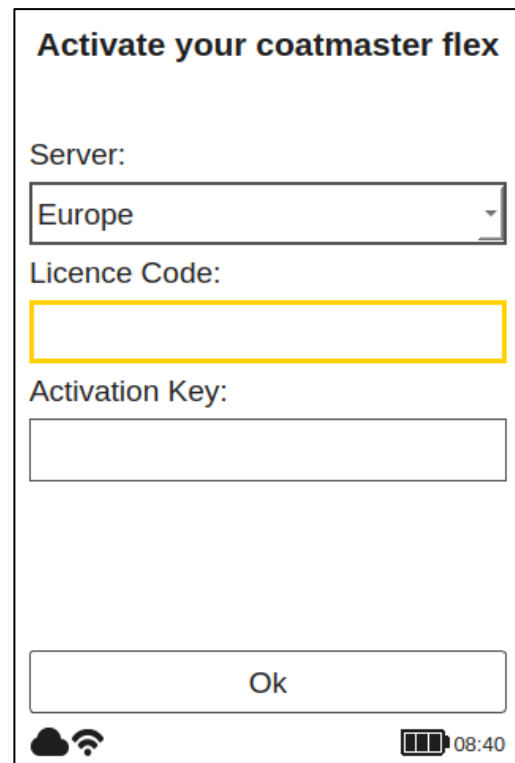 Activate your coatmaster flex
Server:
Europe
Licence Code:
Activation Key:
Ok
08:40